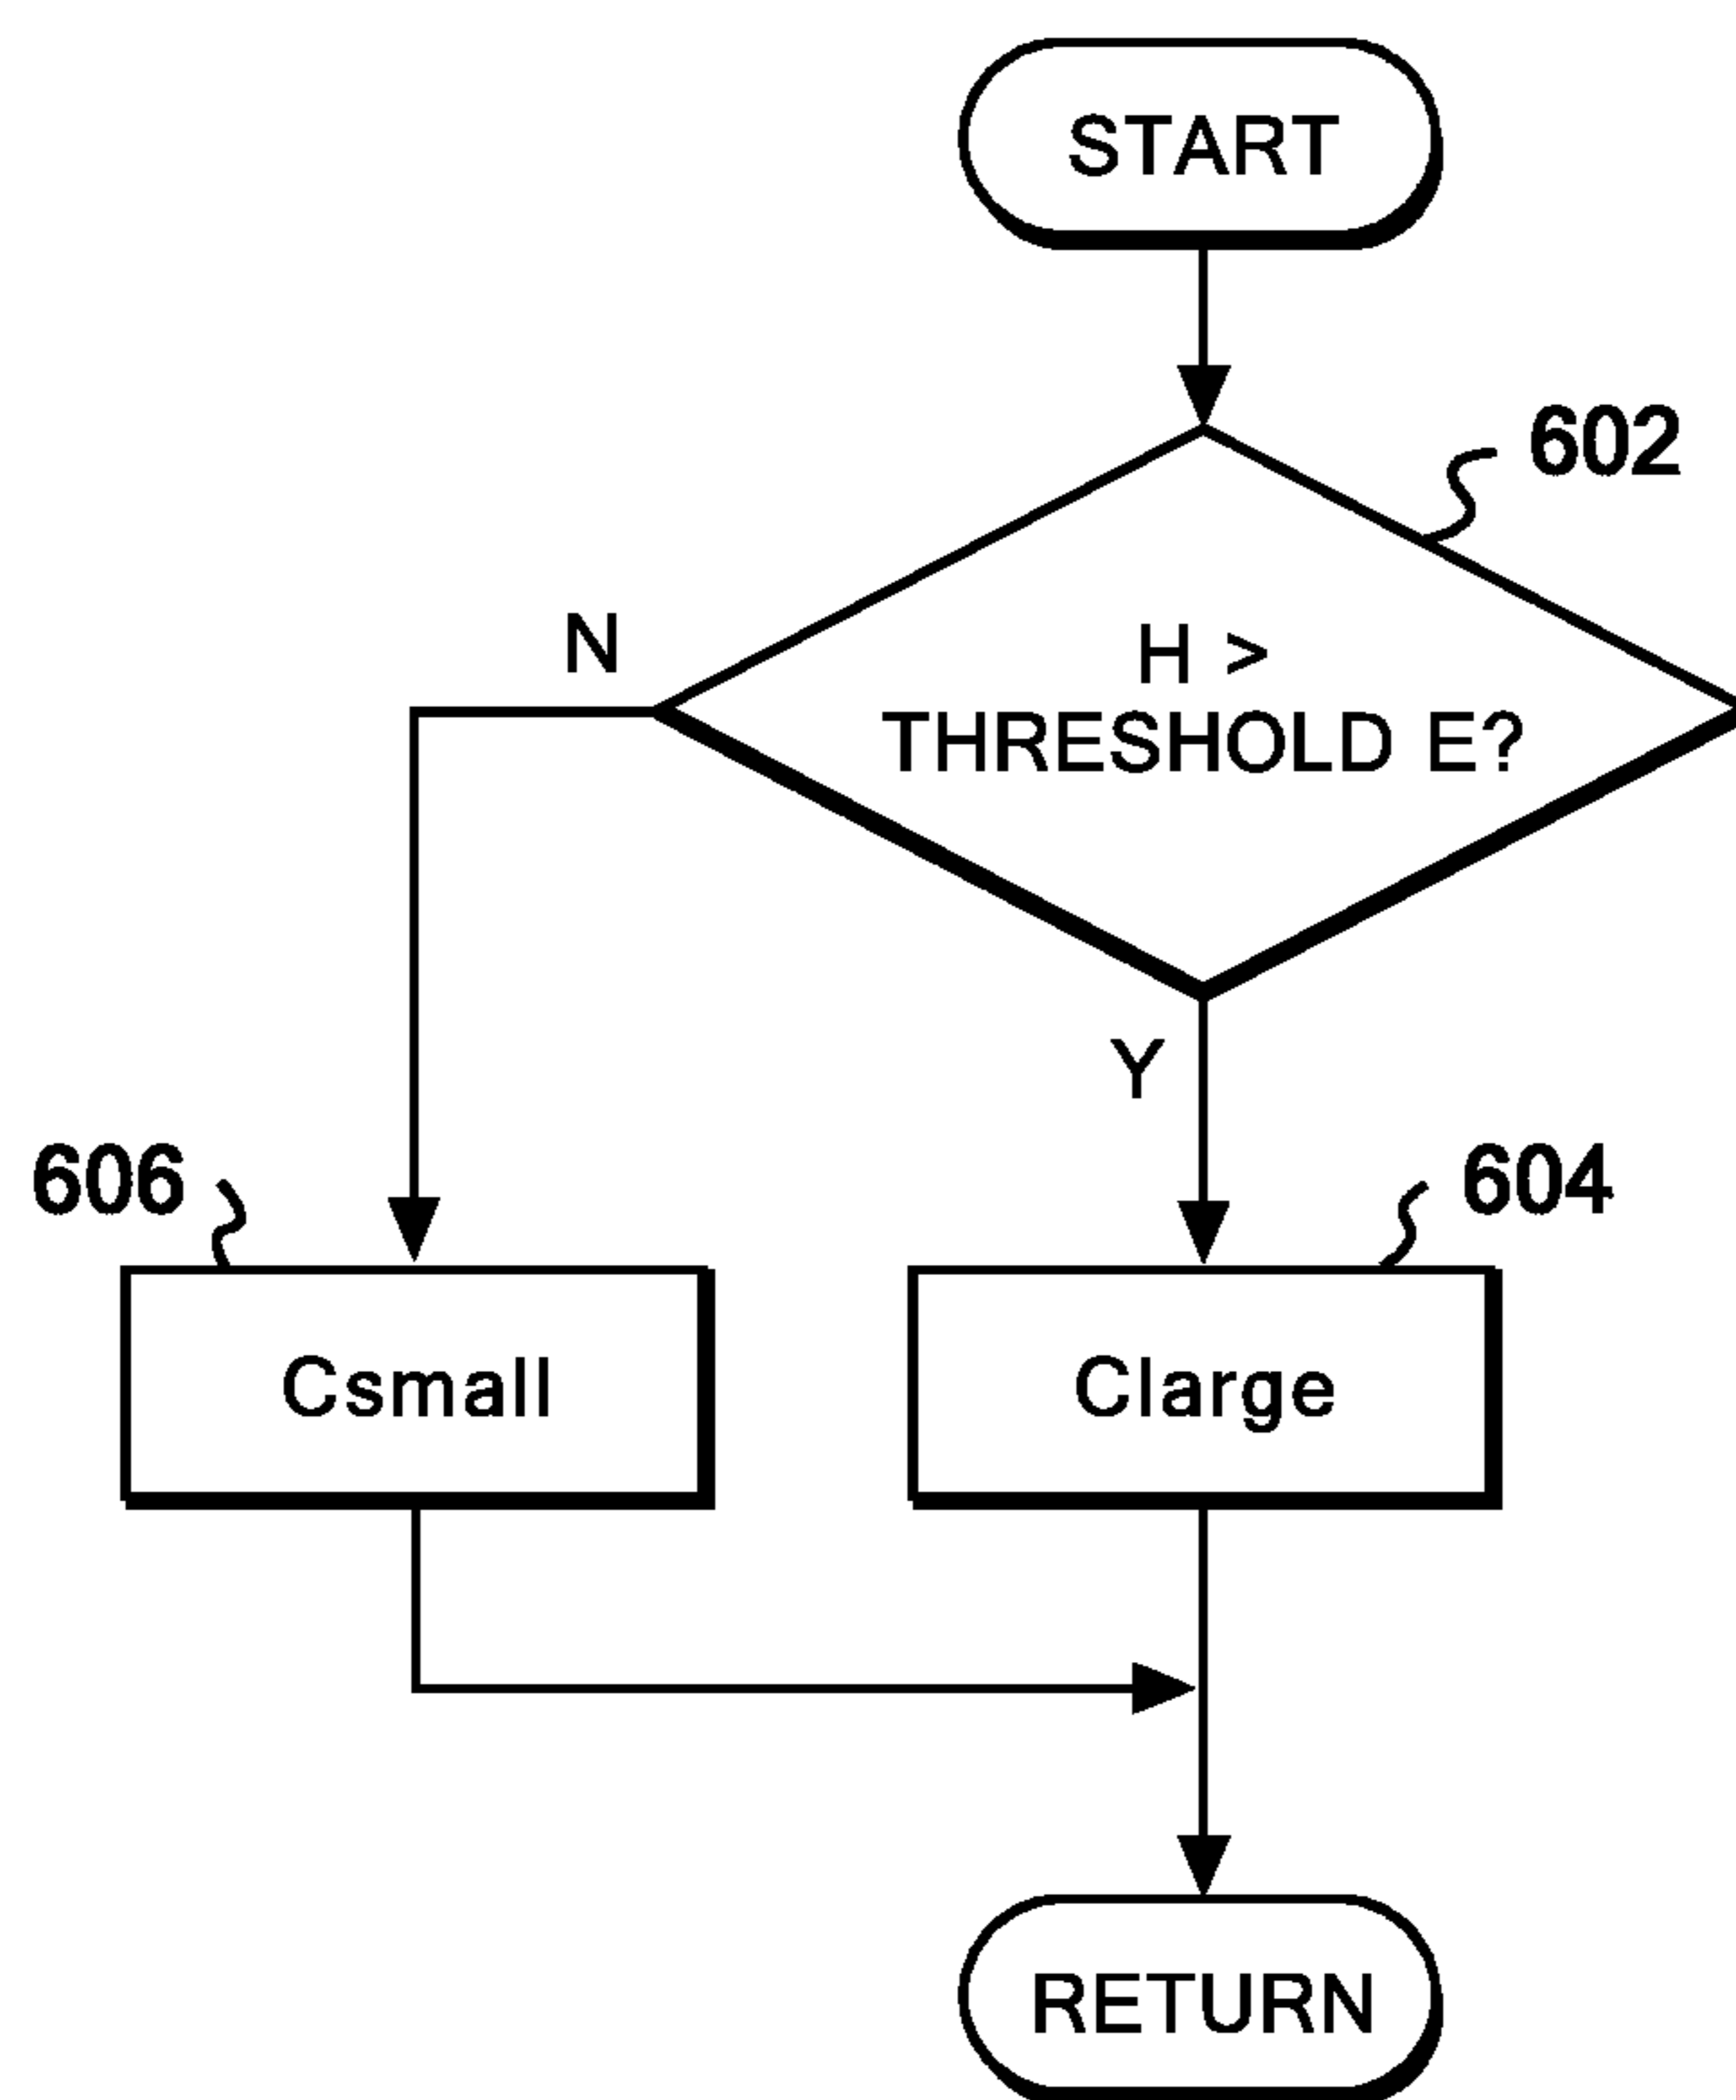 START
602
N
H >
THRESHOLD E?
Y
606
604
Csmall
Clarge
RETURN